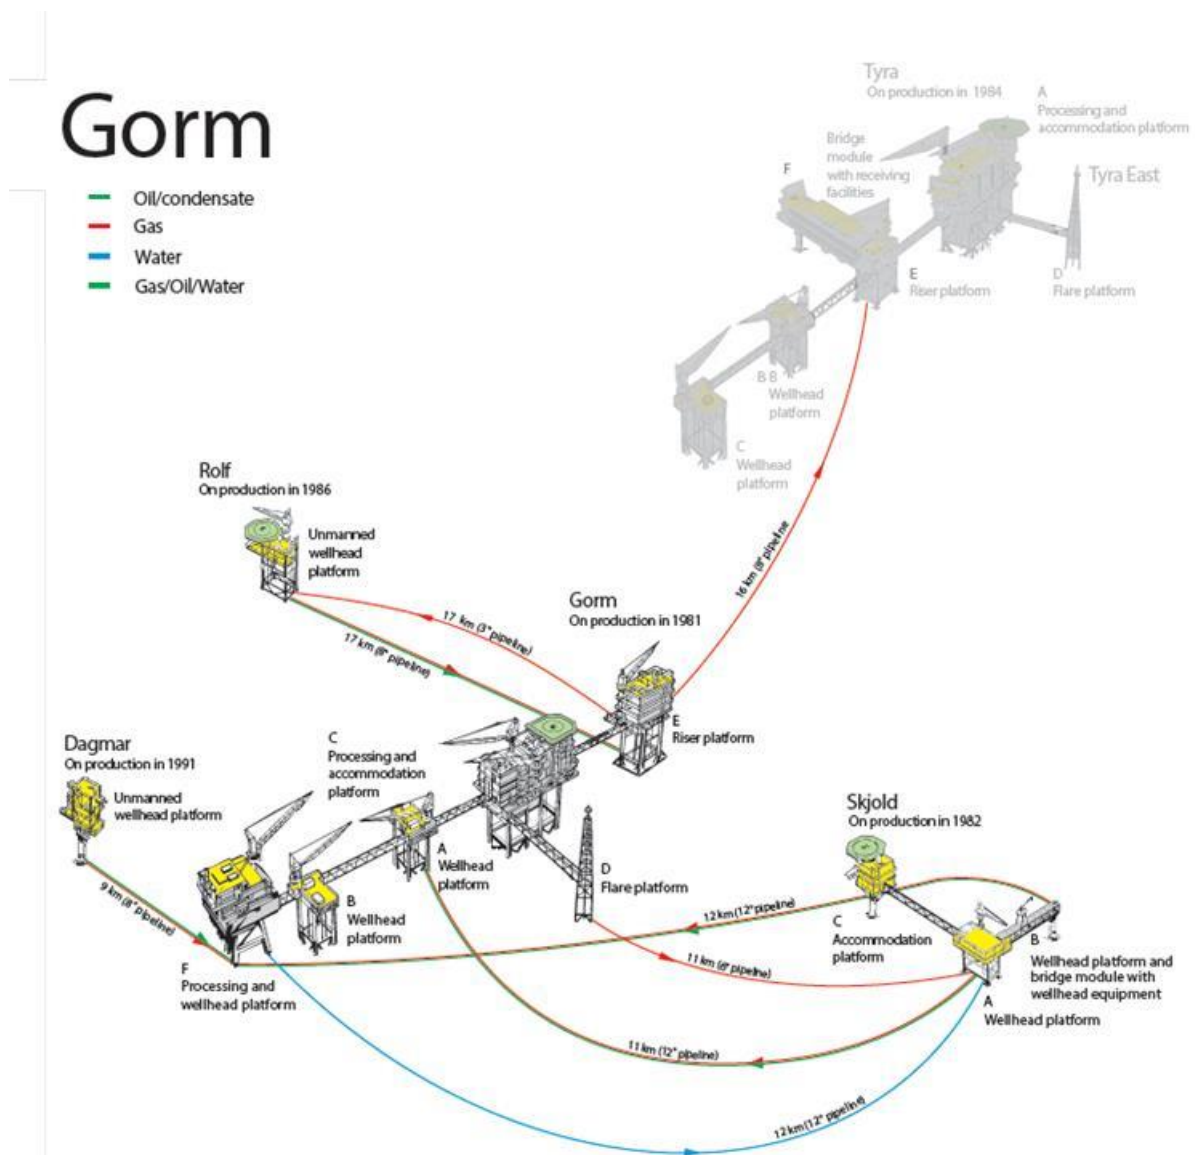 Gorm
Oil/condensate
Gas
Water
Gas/Oil/Water
Tyra
On production in 1984
A
Processing and
accommodation platform
Bridge
module
with receiving
facilities
F
Tyra East
E
Riser platform
D
Flare platform
B B
Wellhead
platform
C
Wellhead
platform
16 km (8" pipeline
Rolf
On production in 1986
Unmanned
wellhead
platform
17 km (3" pipeline)
17 km (8" pipeline)
Gorm
On production in 1981
E
Riser platform
Dagmar
On production in 1991
Unmanned
wellhead platform
C
Processing and
accommodation
platform
A
Wellhead
platform
B
Wellhead
platform
D
Flare platform
9 km (8" pipeline)
F
Processing and
wellhead platform
Skjold
On production in 1982
12 km (12" pipeline)
C
Accommodation
platform
B
Wellhead platform and
bridge module with
wellhead equipment
A
Wellhead platform
11 km (6" pipeline)
11 km (12" pipeline)
12 km (12" pipeline)